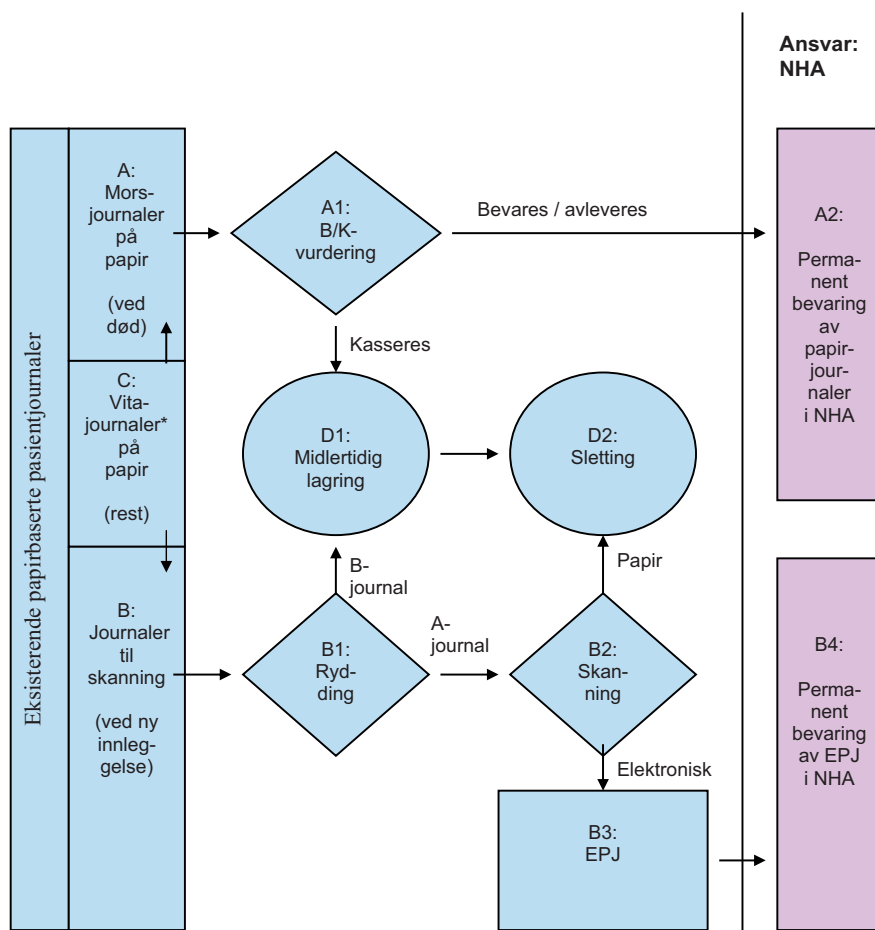 Ansvar:
NHA
Eksisterende papirbaserte pasientjournaler
A:
Mors-
journaler
på
papir
(ved
død)
A1:
B/K-
vurdering
Bevares / avleveres
A2:
Perma-
nent
bevaring
av
papir-
jour-
naler
i NHA
Kasseres
C:
Vita-
journaler*
på
papir
(rest)
D1:
Midlertidig
lagring
D2:
Sletting
B-
journal
Papir
B:
Journaler
til
skanning
(ved ny
innleg-
gelse)
B1:
Ryd-
ding
A-
journal
B2:
Skan-
ning
Elektronisk
B3:
EPJ
B4:
Perma-
nent
bevaring
av EPJ
i NHA